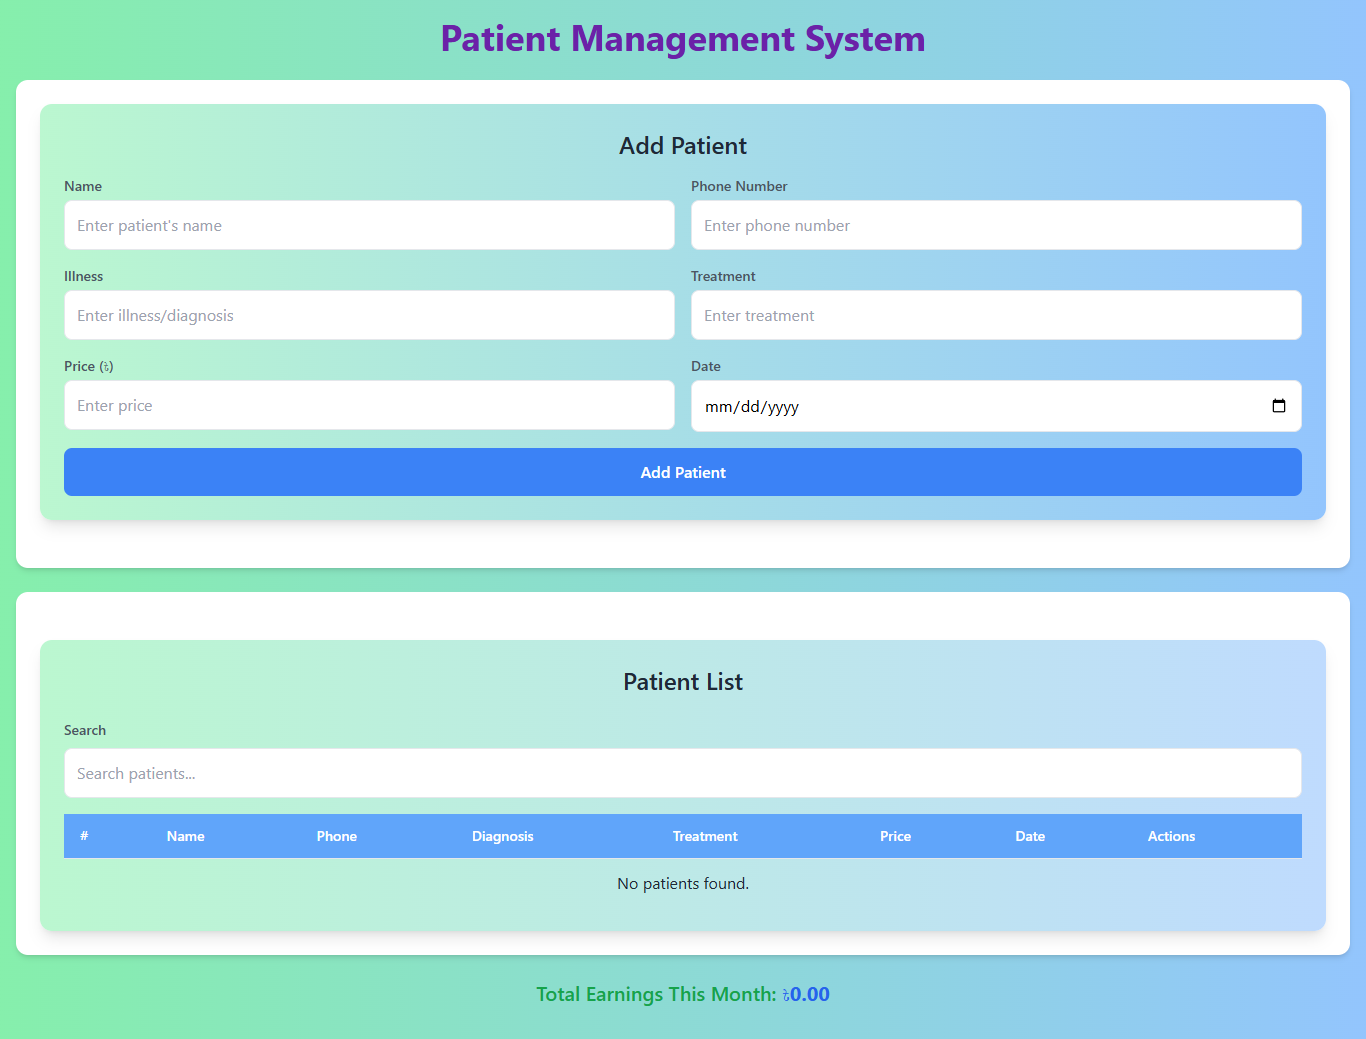 Patient Management System
Add Patient
Name Phone Number
Enter patient's name Enter phone number
Illness Treatment
Enter illness/diagnosis Enter treatment
Price (৳) Date
Enter price mm/dd/yyyy
Add Patient
Patient List
Search
Search patients...
# Name Phone Diagnosis Treatment Price Date Actions
No patients found.
Total Earnings This Month: ৳0.00